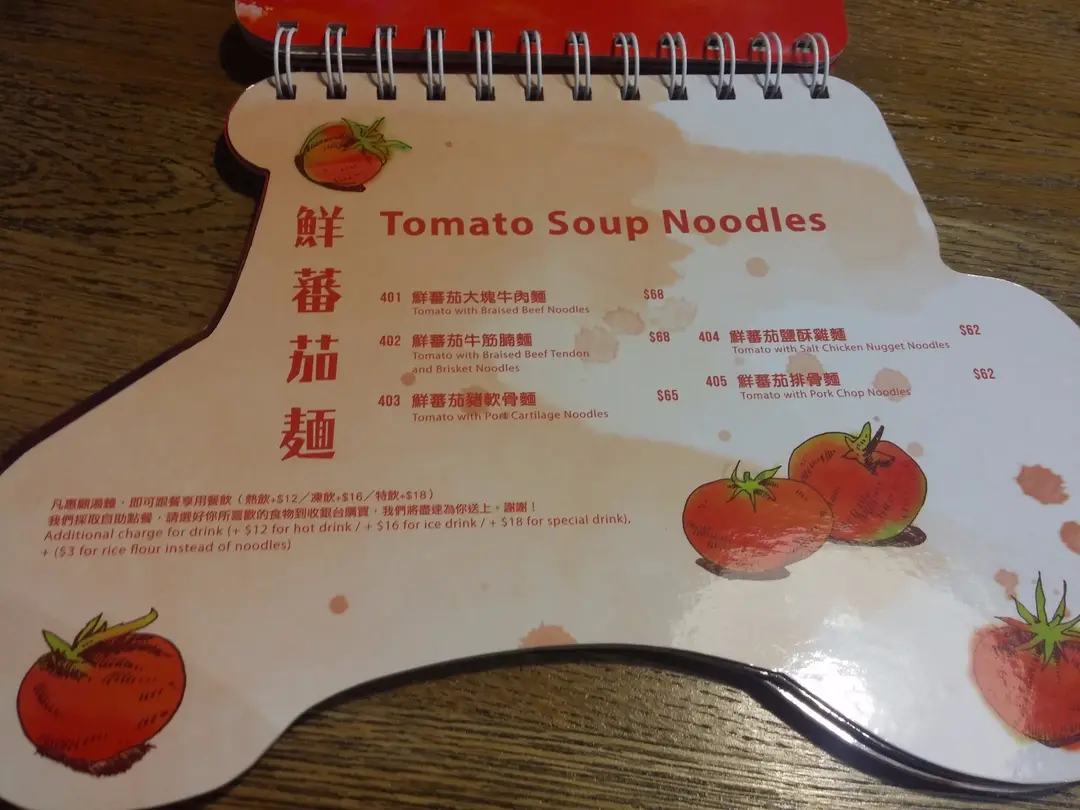 鮮蕃茄麵
Tomato Soup Noodles
401 鮮蕃茄大塊牛肉麵 $68
Tomato with Braised Beef Noodles
402 鮮蕃茄牛筋腩麵 $68
Tomato with Braised Beef Tendon
and Brisket Noodles
403 鮮蕃茄豬軟骨麵 $65
Tomato with Pork Cartilage Noodles
404 鮮蕃茄鹽酥雞麵 $62
Tomato with Salt Chicken Nugget Noodles
405 鮮蕃茄排骨麵 $62
Tomato with Pork Chop Noodles
凡惠顧湯麵，即可跟餐享用餐飲（熱飲+$12／凍飲+$16／特飲+$18）
我們採取自助點餐，請選好你所喜歡的食物到收銀台購買，我們將盡速為你送上。謝謝！
Additional charge for drink (+ $12 for hot drink / + $16 for ice drink / + $18 for special drink),
+ ($3 for rice flour instead of noodles)